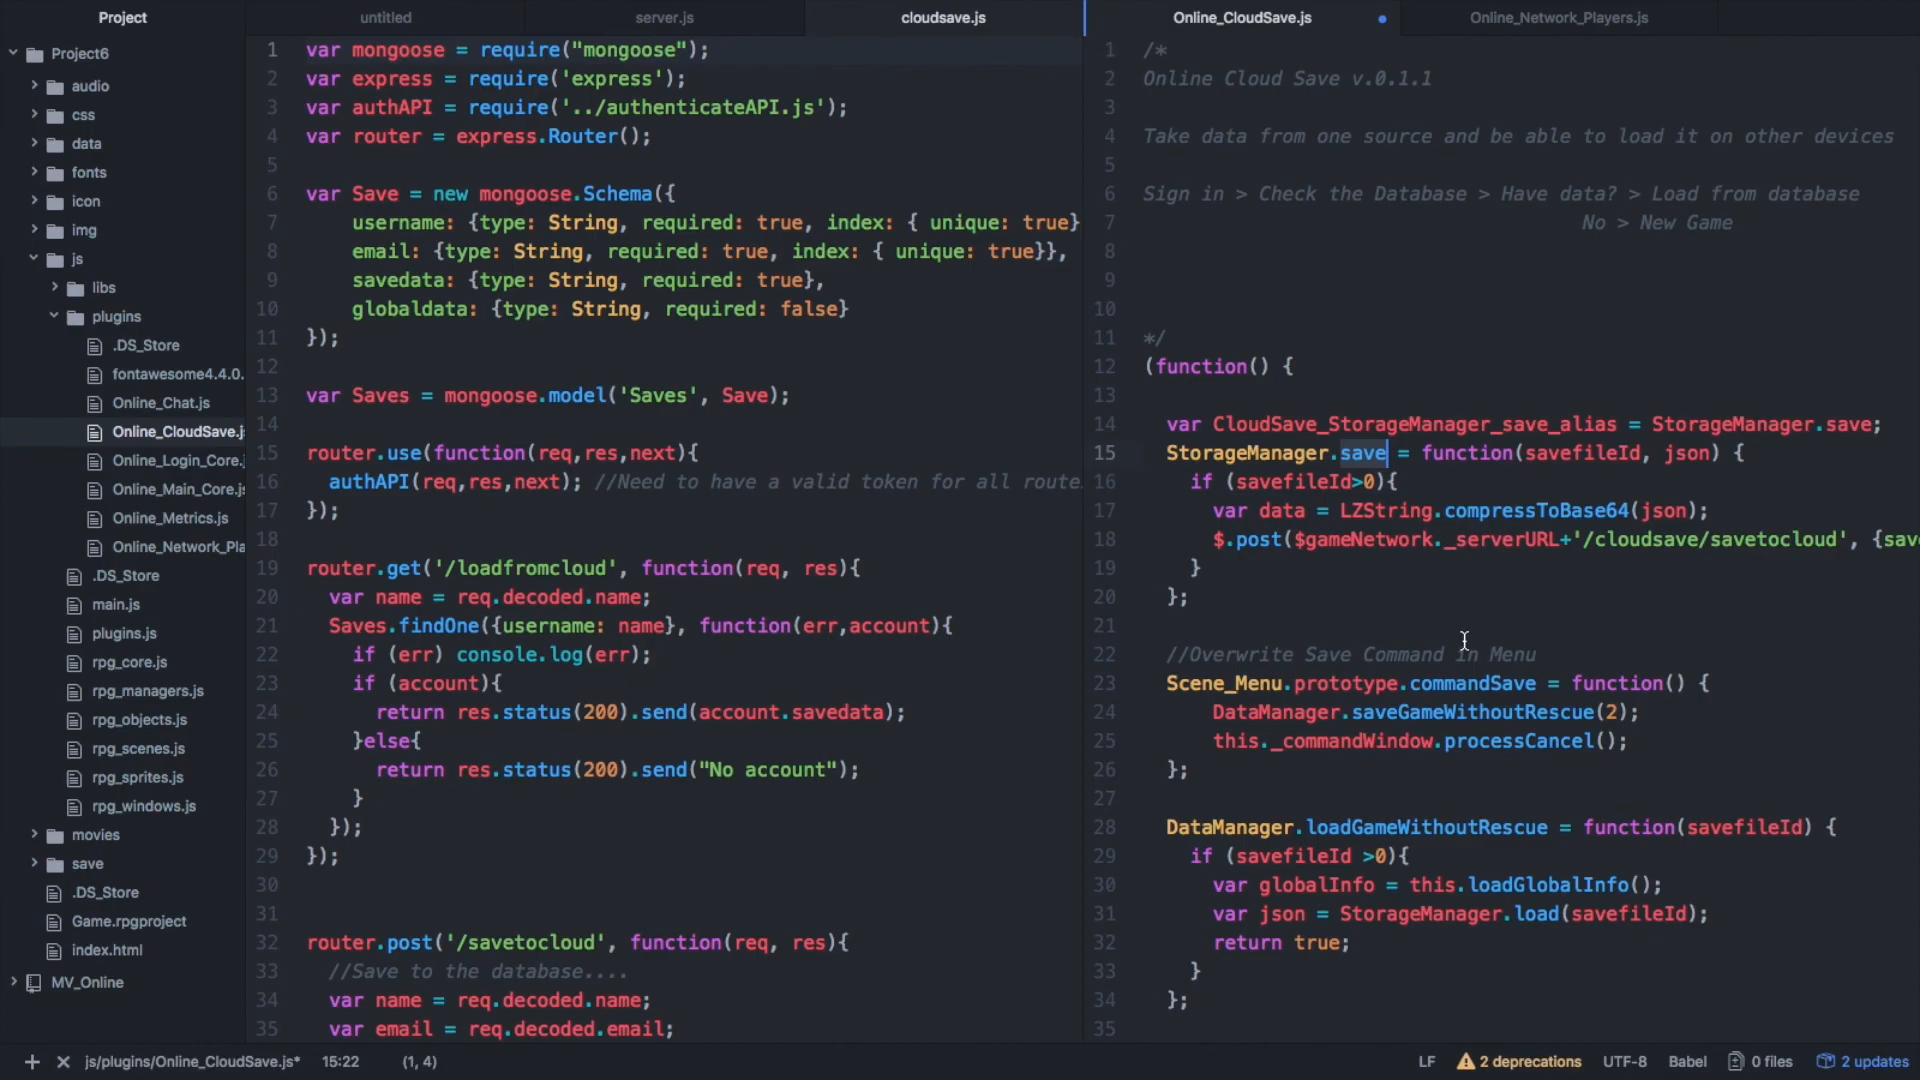 Project
Project6
audio
css
data
fonts
icon
img
js
libs
plugins
.DS_Store
fontawesome4.4.0.
Online_Chat.js
Online_CloudSave.j
Online_Login_Core.j
Online_Main_Core.js
Online_Metrics.js
Online_Network_Pla
.DS_Store
main.js
plugins.js
rpg_core.js
rpg_managers.js
rpg_objects.js
rpg_scenes.js
rpg_sprites.js
rpg_windows.js
movies
save
.DS_Store
Game.rpgproject
index.html
MV_Online
untitled
server.js
cloudsave.js
1 var mongoose = require("mongoose");
2 var express = require('express');
3 var authAPI = require('../authenticateAPI.js');
4 var router = express.Router();
5
6 var Save = new mongoose.Schema({
7 username: {type: String, required: true, index: { unique: true}
8 email: {type: String, required: true, index: { unique: true}},
9 savedata: {type: String, required: true},
10 globaldata: {type: String, required: false}
11 });
12
13 var Saves = mongoose.model('Saves', Save);
14
15 router.use(function(req,res,next){
16 authAPI(req,res,next); //Need to have a valid token for all route
17 });
18
19 router.get('/loadfromcloud', function(req, res){
20 var name = req.decoded.name;
21 Saves.findOne({username: name}, function(err,account){
22 if (err) console.log(err);
23 if (account){
24 return res.status(200).send(account.savedata);
25 }else{
26 return res.status(200).send("No account");
27 }
28 });
29 });
30
31
32 router.post('/savetocloud', function(req, res){
33 //Save to the database....
34 var name = req.decoded.name;
35 var email = req.decoded.email;
Online_CloudSave.js
Online_Network_Players.js
1 /*
2 Online Cloud Save v.0.1.1
3
4 Take data from one source and be able to load it on other devices
5
6 Sign in > Check the Database > Have data? > Load from database
7 No > New Game
8
9
10
11 */
12 (function() {
13
14 var CloudSave_StorageManager_save_alias = StorageManager.save;
15 StorageManager.save = function(savefileId, json) {
16 if (savefileId>0){
17 var data = LZString.compressToBase64(json);
18 $.post($gameNetwork._serverURL+'/cloudsave/savetocloud', {sav
19 }
20 };
21
22 //Overwrite Save Command in Menu
23 Scene_Menu.prototype.commandSave = function() {
24 DataManager.saveGameWithoutRescue(2);
25 this._commandWindow.processCancel();
26 };
27
28 DataManager.loadGameWithoutRescue = function(savefileId) {
29 if (savefileId >0){
30 var globalInfo = this.loadGlobalInfo();
31 var json = StorageManager.load(savefileId);
32 return true;
33 }
34 };
35
js/plugins/Online_CloudSave.js* 15:22 (1, 4) LF 2 deprecations UTF-8 Babel 0 files 2 updates